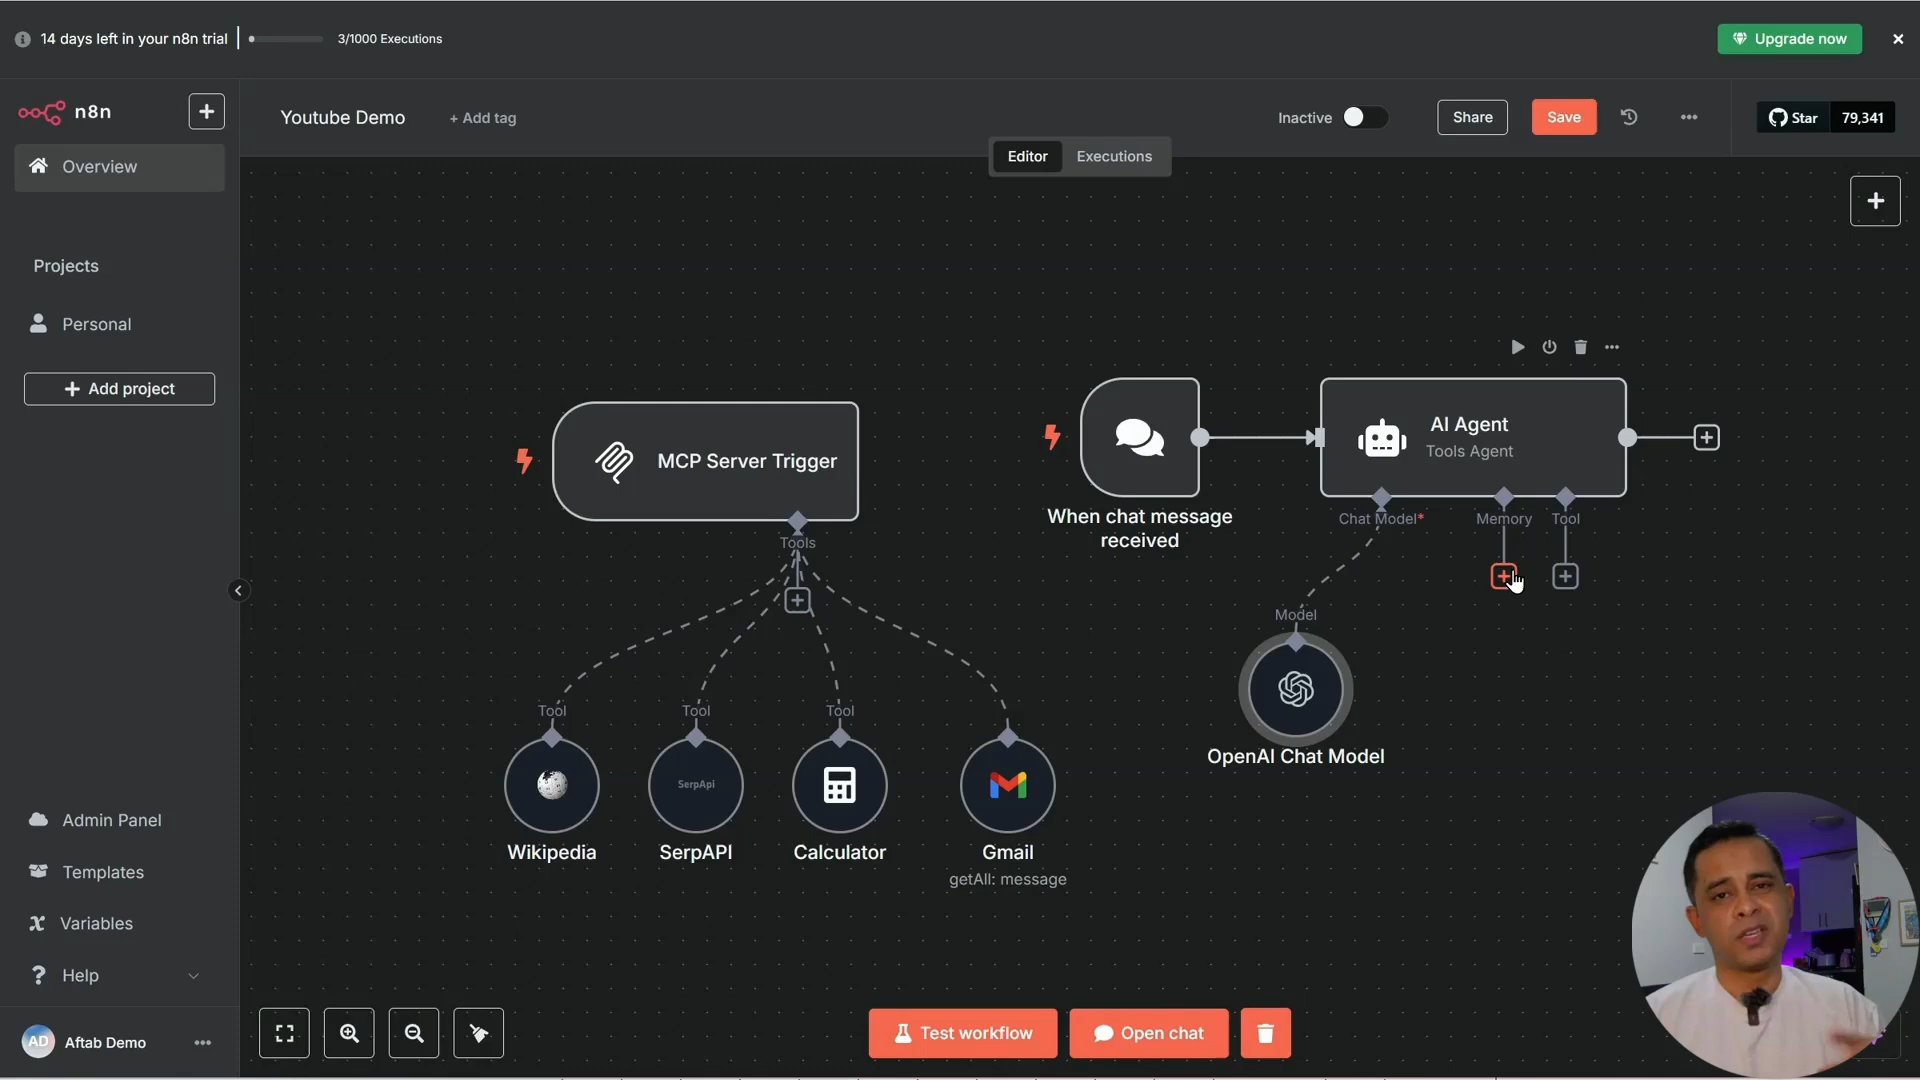 14 days left in your n8n trial
3/1000 Executions
Upgrade now
n8n
Youtube Demo
+ Add tag
Inactive
Share
Save
Star
79,341
Editor
Executions
Overview
Projects
Personal
Add project
MCP Server Trigger
Tools
When chat message
received
AI Agent
Tools Agent
Chat Model*
Memory
Tool
Model
OpenAI Chat Model
Tool
Tool
Tool
SerpApi
Wikipedia
SerpAPI
Calculator
Gmail
getAll: message
Admin Panel
Templates
Variables
Help
AD
Aftab Demo
Test workflow
Open chat